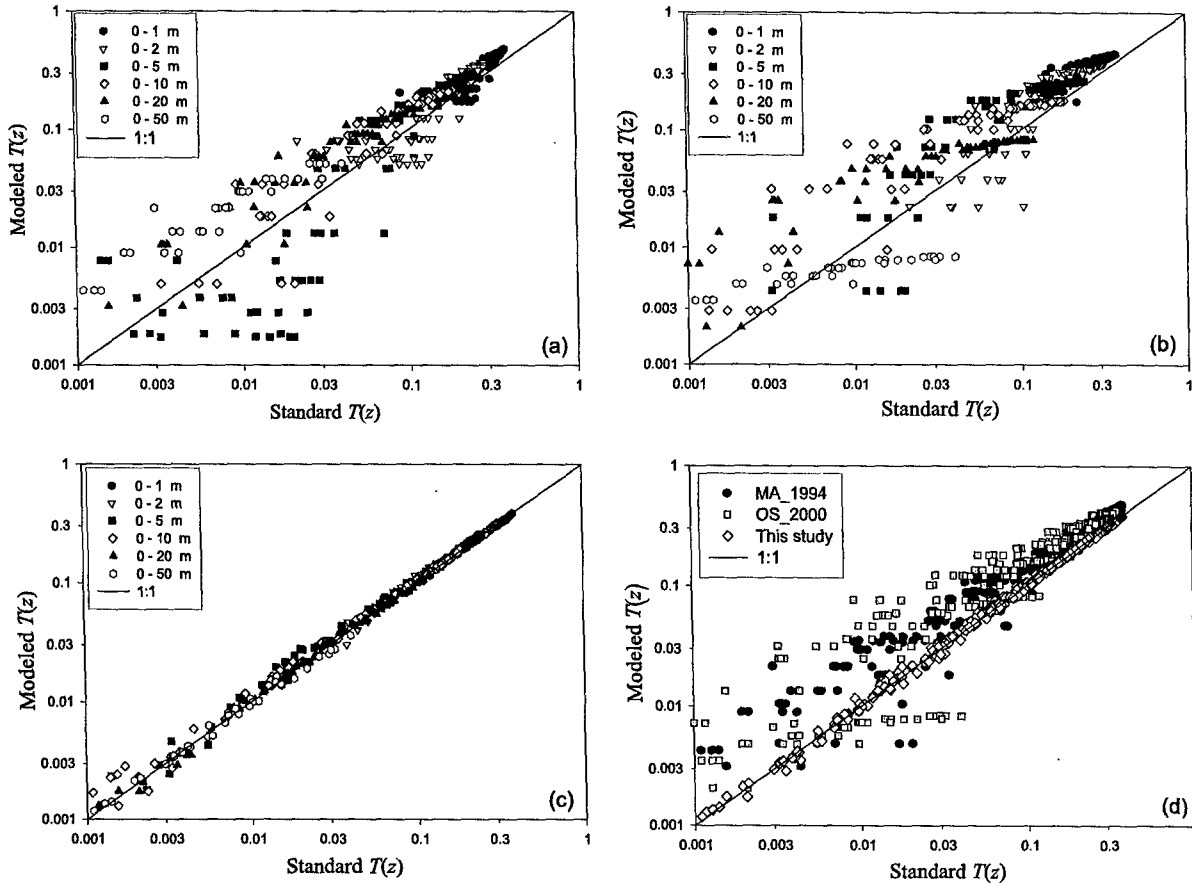 1
0.3
0.1
0.03
0.01
0.003
0.001
Modeled T(z)
0 - 1 m
0 - 2 m
0 - 5 m
0 - 10 m
0 - 20 m
0 - 50 m
1:1
(a)
0.001 0.003 0.01 0.03 0.1 0.3 1
Standard T(z)
1
0.3
0.1
0.03
0.01
0.003
0.001
Modeled T(z)
0 - 1 m
0 - 2 m
0 - 5 m
0 - 10 m
0 - 20 m
0 - 50 m
1:1
(b)
0.001 0.003 0.01 0.03 0.1 0.3 1
Standard T(z)
1
0.3
0.1
0.03
0.01
0.003
0.001
Modeled T(z)
0 - 1 m
0 - 2 m
0 - 5 m
0 - 10 m
0 - 20 m
0 - 50 m
1:1
(c)
0.001 0.003 0.01 0.03 0.1 0.3 1
Standard T(z)
1
0.3
0.1
0.03
0.01
0.003
0.001
Modeled T(z)
MA_1994
OS_2000
This study
1:1
(d)
0.001 0.003 0.01 0.03 0.1 0.3 1
Standard T(z)